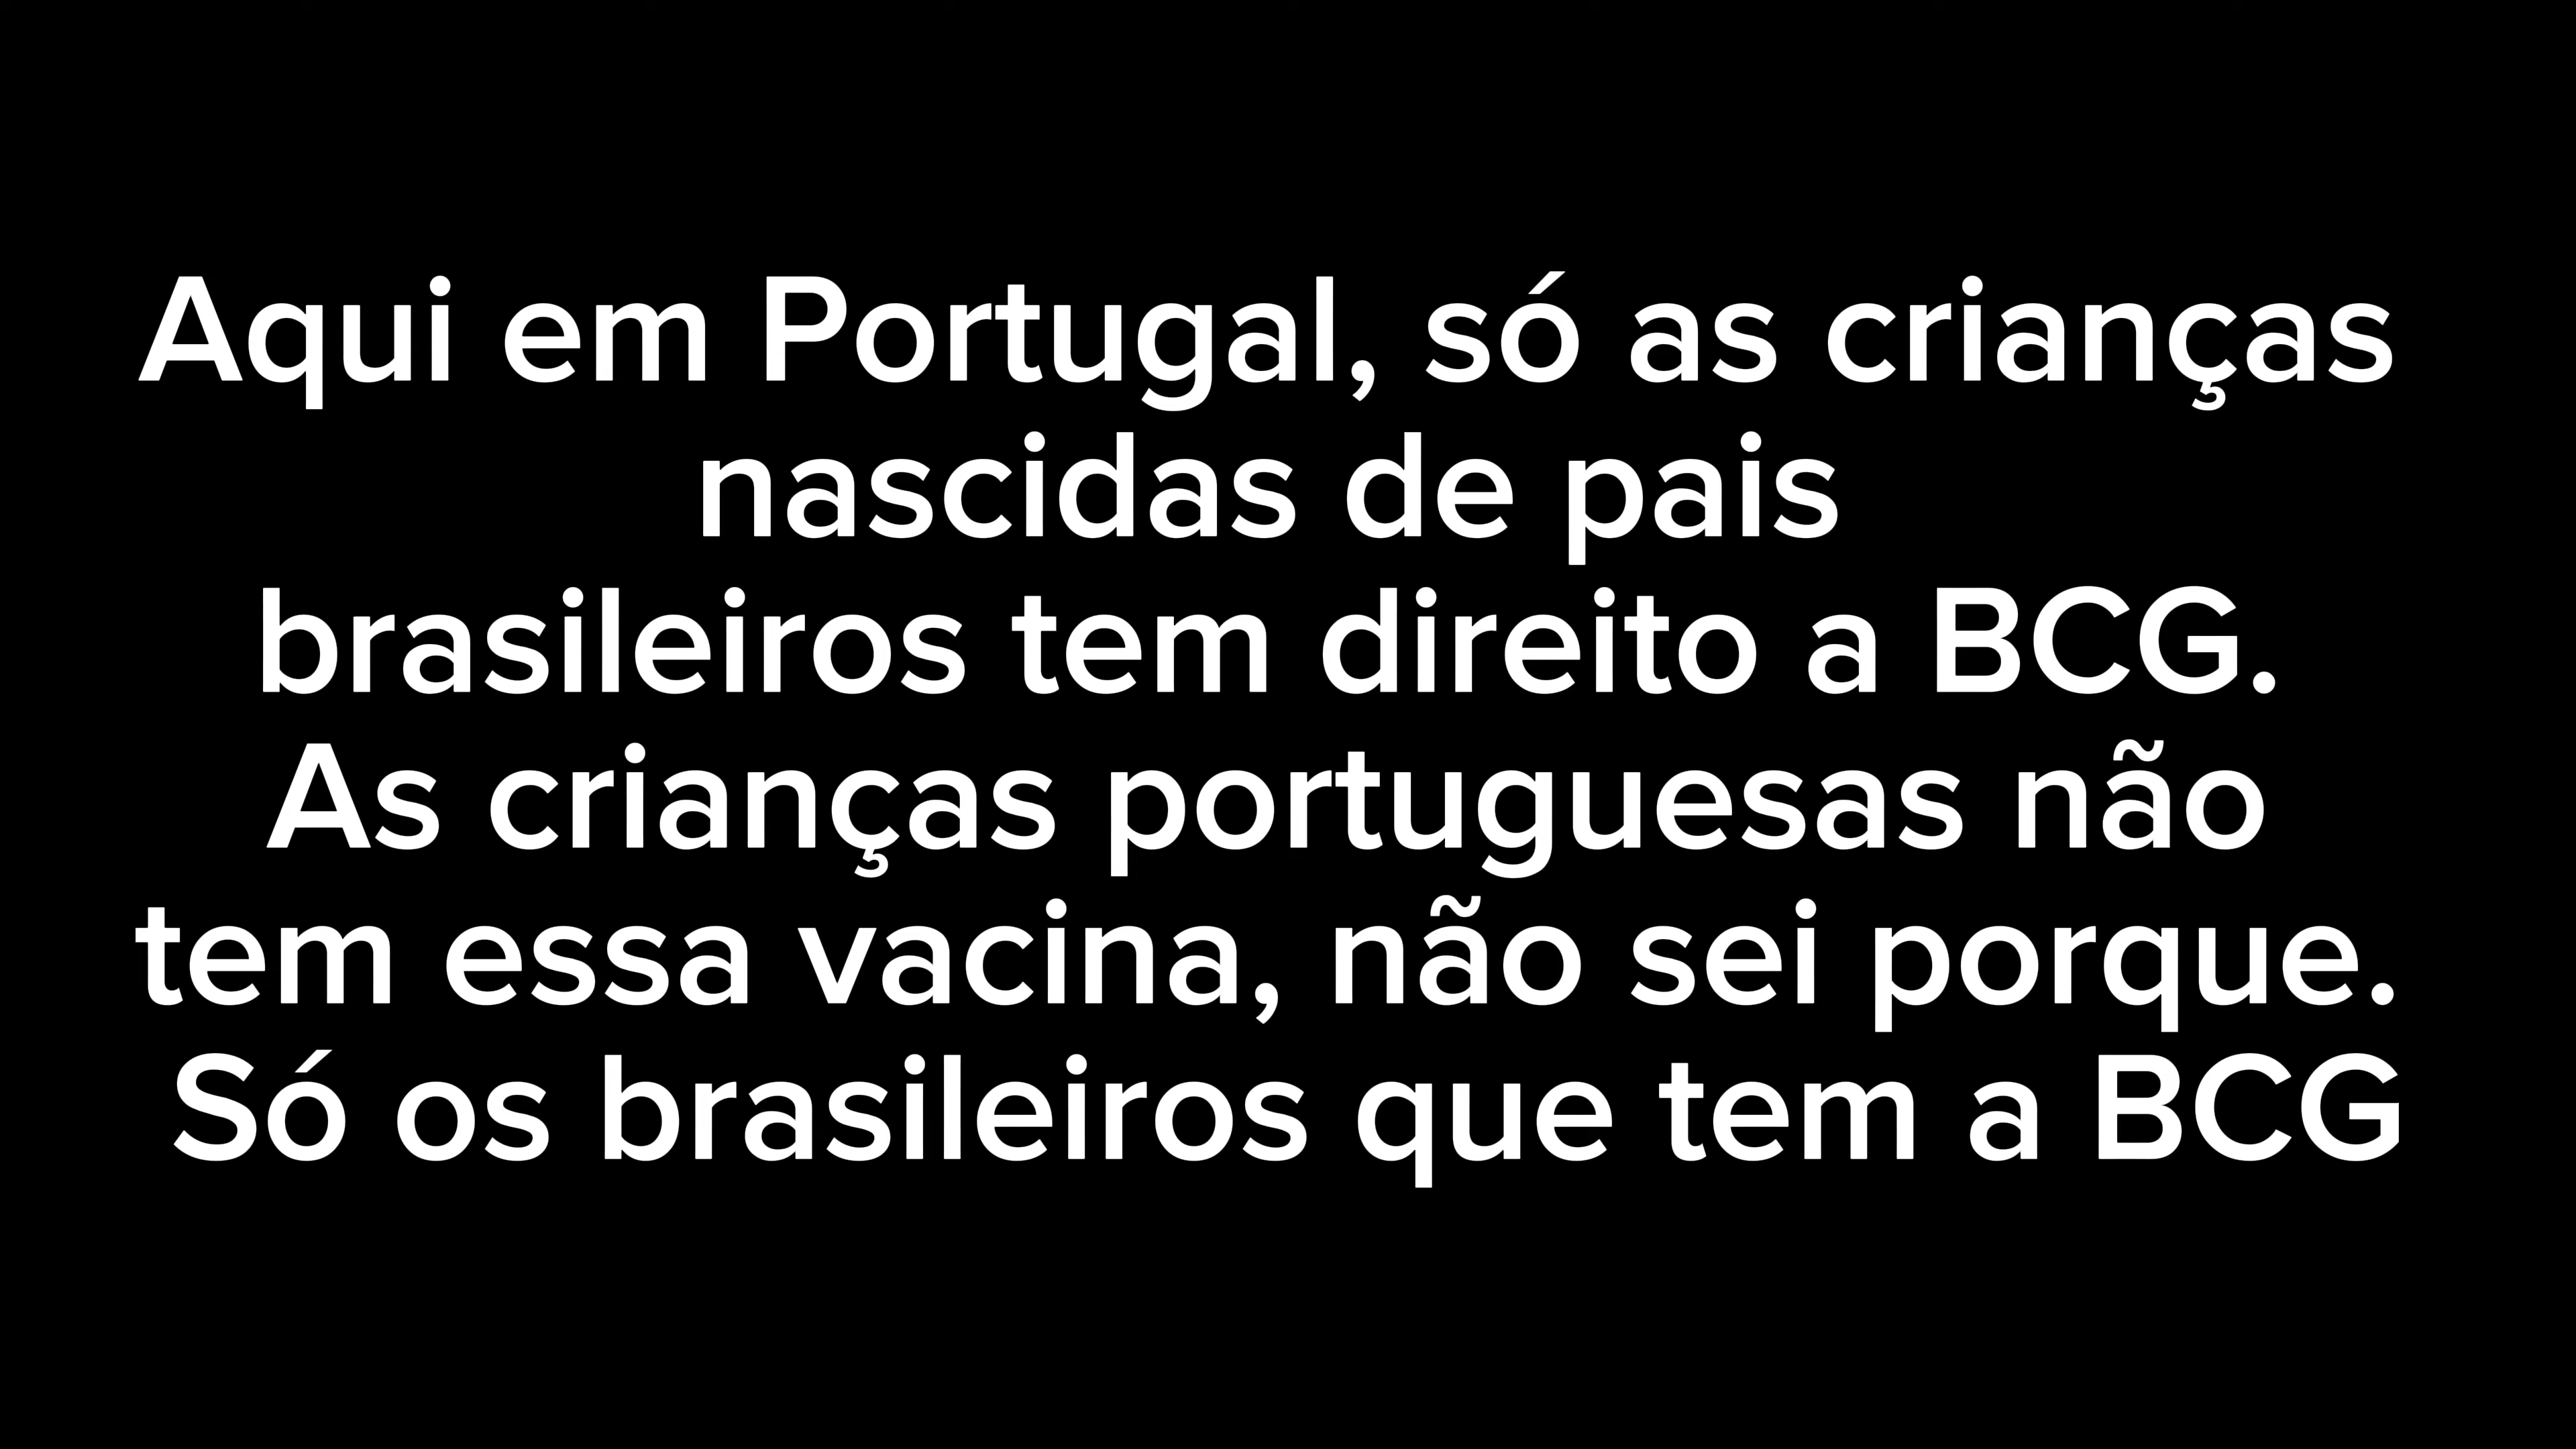 Aqui em Portugal, só as crianças
nascidas de pais
brasileiros tem direito a BCG.
As crianças portuguesas não
tem essa vacina, não sei porque.
Só os brasileiros que tem a BCG